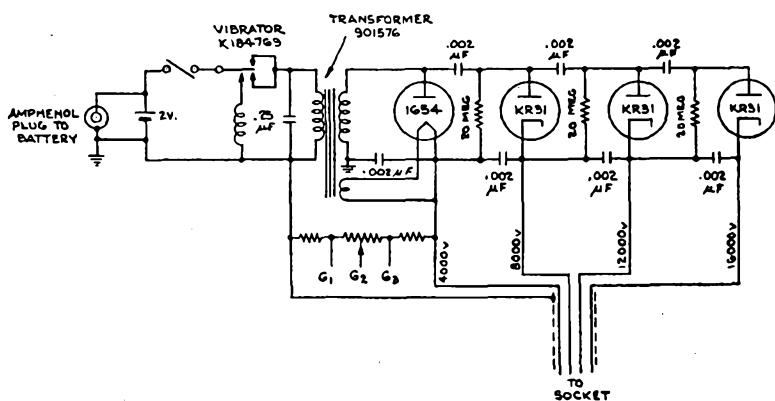 VIBRATOR
K184769
TRANSFORMER
901576
.002
μF
.002
μF
.002
μF
AMPHENOL
PLUG TO
BATTERY
2V.
.25
μF
1654
20 MEG
KR31
20 MEG
KR31
20 MEG
KR31
.002 μF
.002
μF
.002
μF
.002
μF
G1
G2
G3
4000V
8000V
12000V
16000V
TO
SOCKET